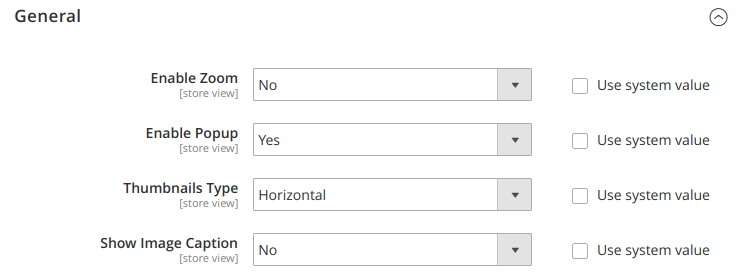 General
Enable Zoom
[store view]
No
Use system value
Enable Popup
[store view]
Yes
Use system value
Thumbnails Type
[store view]
Horizontal
Use system value
Show Image Caption
[store view]
No
Use system value